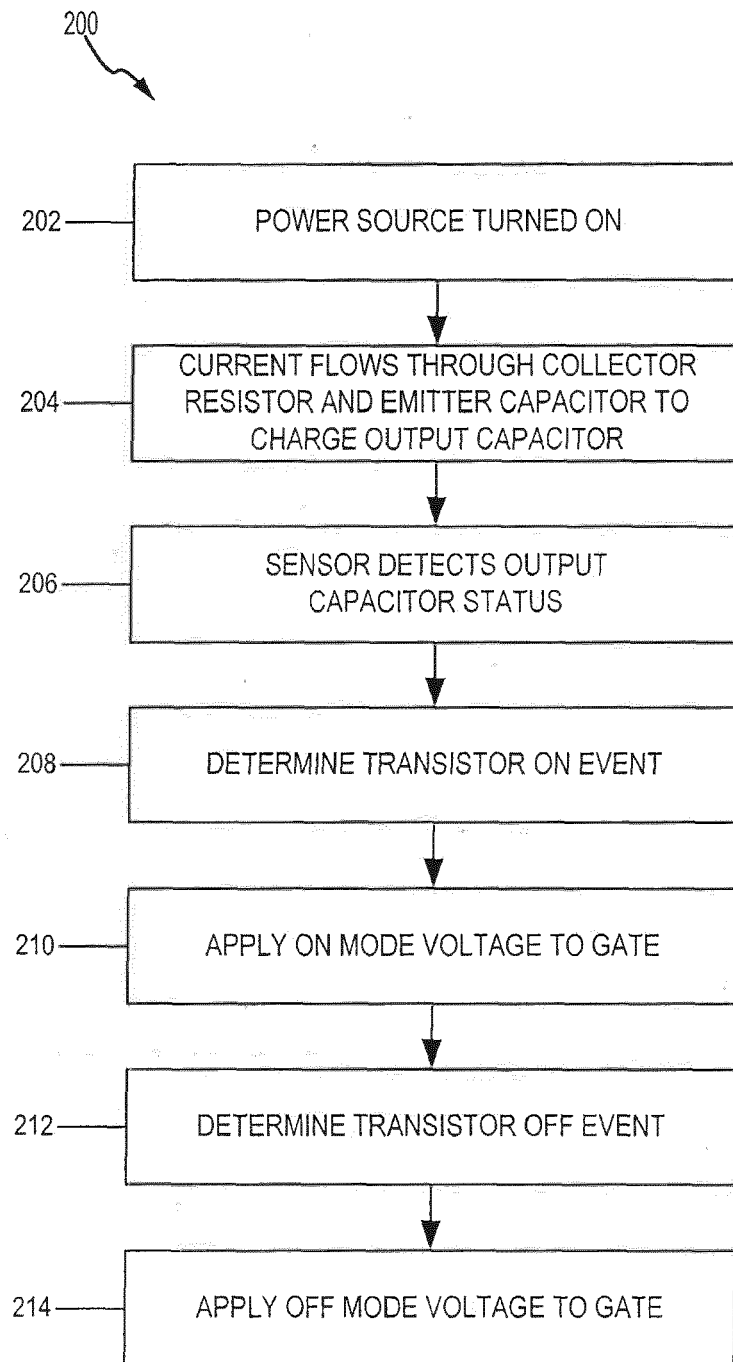 200
202
POWER SOURCE TURNED ON
204
CURRENT FLOWS THROUGH COLLECTOR
RESISTOR AND EMITTER CAPACITOR TO
CHARGE OUTPUT CAPACITOR
206
SENSOR DETECTS OUTPUT
CAPACITOR STATUS
208
DETERMINE TRANSISTOR ON EVENT
210
APPLY ON MODE VOLTAGE TO GATE
212
DETERMINE TRANSISTOR OFF EVENT
214
APPLY OFF MODE VOLTAGE TO GATE